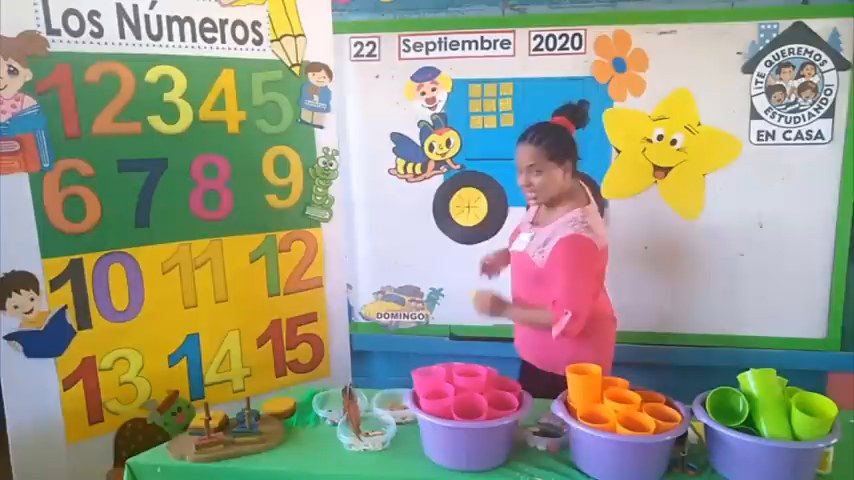 Los Números
1 2 3 4 5
6 7 8 9
10 11 12
13 14 15
22 Septiembre 2020
¡TE QUEREMOS
ESTUDIANDO!
EN CASA
DOMINGO